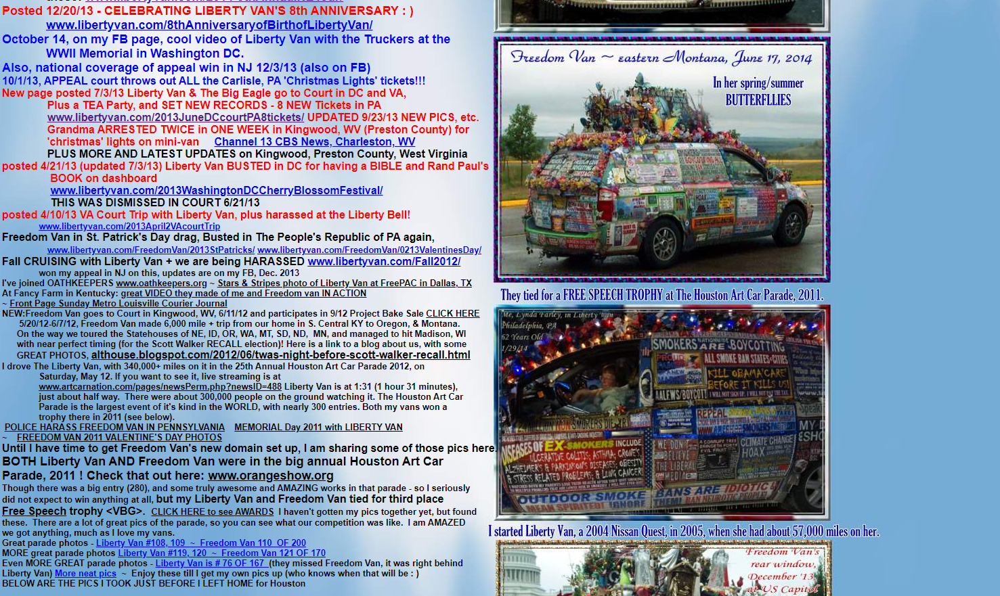 Posted 12/20/13 - CELEBRATING LIBERTY VAN'S 8th ANNIVERSARY : )
www.libertyvan.com/8thAnniversaryofBirthofLibertyVan/
October 14, on my FB page, cool video of Liberty Van with the Truckers at the
WWII Memorial in Washington DC.
Also, national coverage of appeal win in NJ 12/3/13 (also on FB)
10/1/13, APPEAL court throws out ALL the Carlisle, PA 'Christmas Lights' tickets!!!
New page posted 7/3/13 Liberty Van & The Big Eagle go to Court in DC and VA,
Plus a TEA Party, and SET NEW RECORDS - 8 NEW Tickets in PA
www.libertyvan.com/2013JuneDCcourtPA8tickets/ UPDATED 9/23/13 NEW PICS, etc.
Grandma ARRESTED TWICE in ONE WEEK in Kingwood, WV (Preston County) for
'christmas' lights on mini-van Channel 13 CBS News, Charleston, WV
PLUS MORE AND LATEST UPDATES on Kingwood, Preston County, West Virginia
posted 4/21/13 (updated 7/3/13) Liberty Van BUSTED in DC for having a BIBLE and Rand Paul's
BOOK on dashboard
www.libertyvan.com/2013WashingtonDCCherryBlossomFestival/
THIS WAS DISMISSED IN COURT 6/21/13
posted 4/10/13 VA Court Trip with Liberty Van, plus harassed at the Liberty Bell!
www.libertyvan.com/2013April2VAcourtTrip
Freedom Van in St. Patrick's Day drag, Busted in The People's Republic of PA again,
www.libertyvan.com/FreedomVan/2013StPatricks/ www.libertyvan.com/FreedomVan/0213ValentinesDay/
Fall CRUISING with Liberty Van + we are being HARASSED www.libertyvan.com/Fall2012/
won my appeal in NJ on this, updates are on my FB, Dec. 2013
I've joined OATHKEEPERS www.oathkeepers.org ~ Stars & Stripes photo of Liberty Van at FreePAC in Dallas, TX
At Fancy Farm in Kentucky: great VIDEO they made of me and Freedom van IN ACTION
~ Front Page Sunday Metro Louisville Courier Journal
NEW:Freedom Van goes to Court in Kingwood, WV, 6/11/12 and participates in 9/12 Project Bake Sale CLICK HERE
5/20/12-6/7/12, Freedom Van made 6,000 mile + trip from our home in S. Central KY to Oregon, & Montana.
On the way we toured the Statehouses of NE, ID, OR, WA, MT, SD, ND, MN, and managed to hit Madison, WI
with near perfect timing (for the Scott Walker RECALL election)! Here is a link to a blog about us, with some
GREAT PHOTOS, althouse.blogspot.com/2012/06/twas-night-before-scott-walker-recall.html
I drove The Liberty Van, with 340,000+ miles on it in the 25th Annual Houston Art Car Parade 2012, on
Saturday, May 12. If you want to see it, live streaming is at
www.artcarnation.com/pages/newsPerm.php?newsID=488 Liberty Van is at 1:31 (1 hour 31 minutes),
just about half way. There were about 300,000 people on the ground watching it. The Houston Art Car
Parade is the largest event of it's kind in the WORLD, with nearly 300 entries. Both my vans won a
trophy there in 2011 (see below).
POLICE HARASS FREEDOM VAN IN PENNSYLVANIA MEMORIAL Day 2011 with LIBERTY VAN
~ FREEDOM VAN 2011 VALENTINE'S DAY PHOTOS
Until I have time to get Freedom Van's new domain set up, I am sharing some of those pics here.
BOTH Liberty Van AND Freedom Van were in the big annual Houston Art Car
Parade, 2011 ! Check that out here: www.orangeshow.org
Though there was a big entry (280), and some truly awesome and AMAZING works in that parade - so I seriously
did not expect to win anything at all, but my Liberty Van and Freedom Van tied for third place
Free Speech trophy <VBG>. CLICK HERE to see AWARDS I haven't gotten my pics together yet, but found
these. There are a lot of great pics of the parade, so you can see what our competition was like. I am AMAZED
we got anything, much as I love my vans.
Great parade photos - Liberty Van #108, 109 ~ Freedom Van 110 OF 200
MORE great parade photos Liberty Van #119, 120 ~ Freedom Van 121 OF 170
Even MORE GREAT parade photos - Liberty Van is # 76 OF 167 (they missed Freedom Van, it was right behind
Liberty Van) More neat pics ~ Enjoy these till I get my own pics up (who knows when that will be : )
BELOW ARE THE PICS I TOOK JUST BEFORE I LEFT HOME for Houston
Freedom Van ~ eastern Montana, June 17, 2014
In her spring/summer
BUTTERFLLIES
They tied for a FREE SPEECH TROPHY at The Houston Art Car Parade, 2011.
Me, Lynda Farley, in Liberty Van
Philadelphia, PA
62 Years Old
1/29/14
SMOKERS ARE BOYCOTTING
ALL SMOKE BAN STATES+CITIES
KILL OBAMA'CARE'
BEFORE IT KILLS US!
I WILL NOT SIGN UP. I WILL NOT PAY THE TAX.
REPEAL
DISEASES OF EX-SMOKERS INCLUDE
ULCERATIVE COLITIS; ASTHMA; CROHN'S
ALZHEIMER'S & PARKINSON'S DISEASES; OBESITY
& STRESS RELATED PROBLEMS; & LUNG CANCER!
WE DON'T
BELIEVE
THE LIBERAL
MEDIA
A CORRUPT TREE
BRINGETH FORTH
EVIL FRUIT
CLIMATE CHANGE
HOAX
OUTDOOR SMOKE BANS ARE IDIOTIC
MEAN SPIRITED! IGNORE THEM! BAN NEUROTIC PEOPLE!
I started Liberty Van, a 2004 Nissan Quest, in 2005, when she had about 57,000 miles on her.
Freedom Van's
rear window,
December '13,
at US Capitol